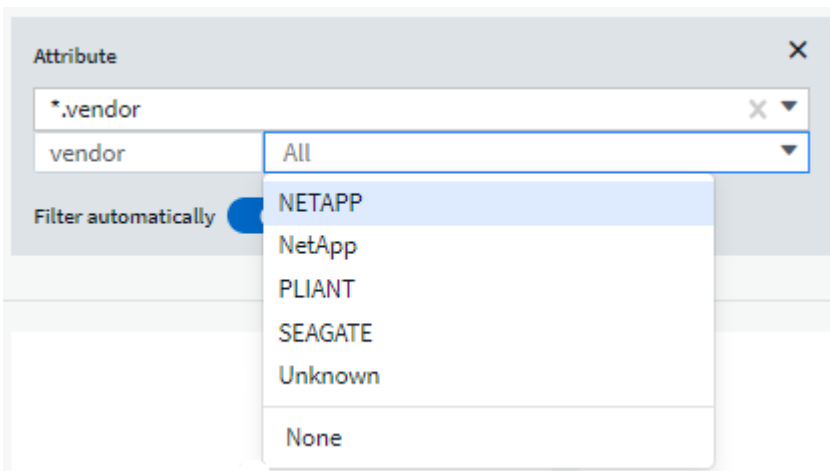 Attribute
*.vendor
vendor All
Filter automatically
NETAPP
NetApp
PLIANT
SEAGATE
Unknown
None